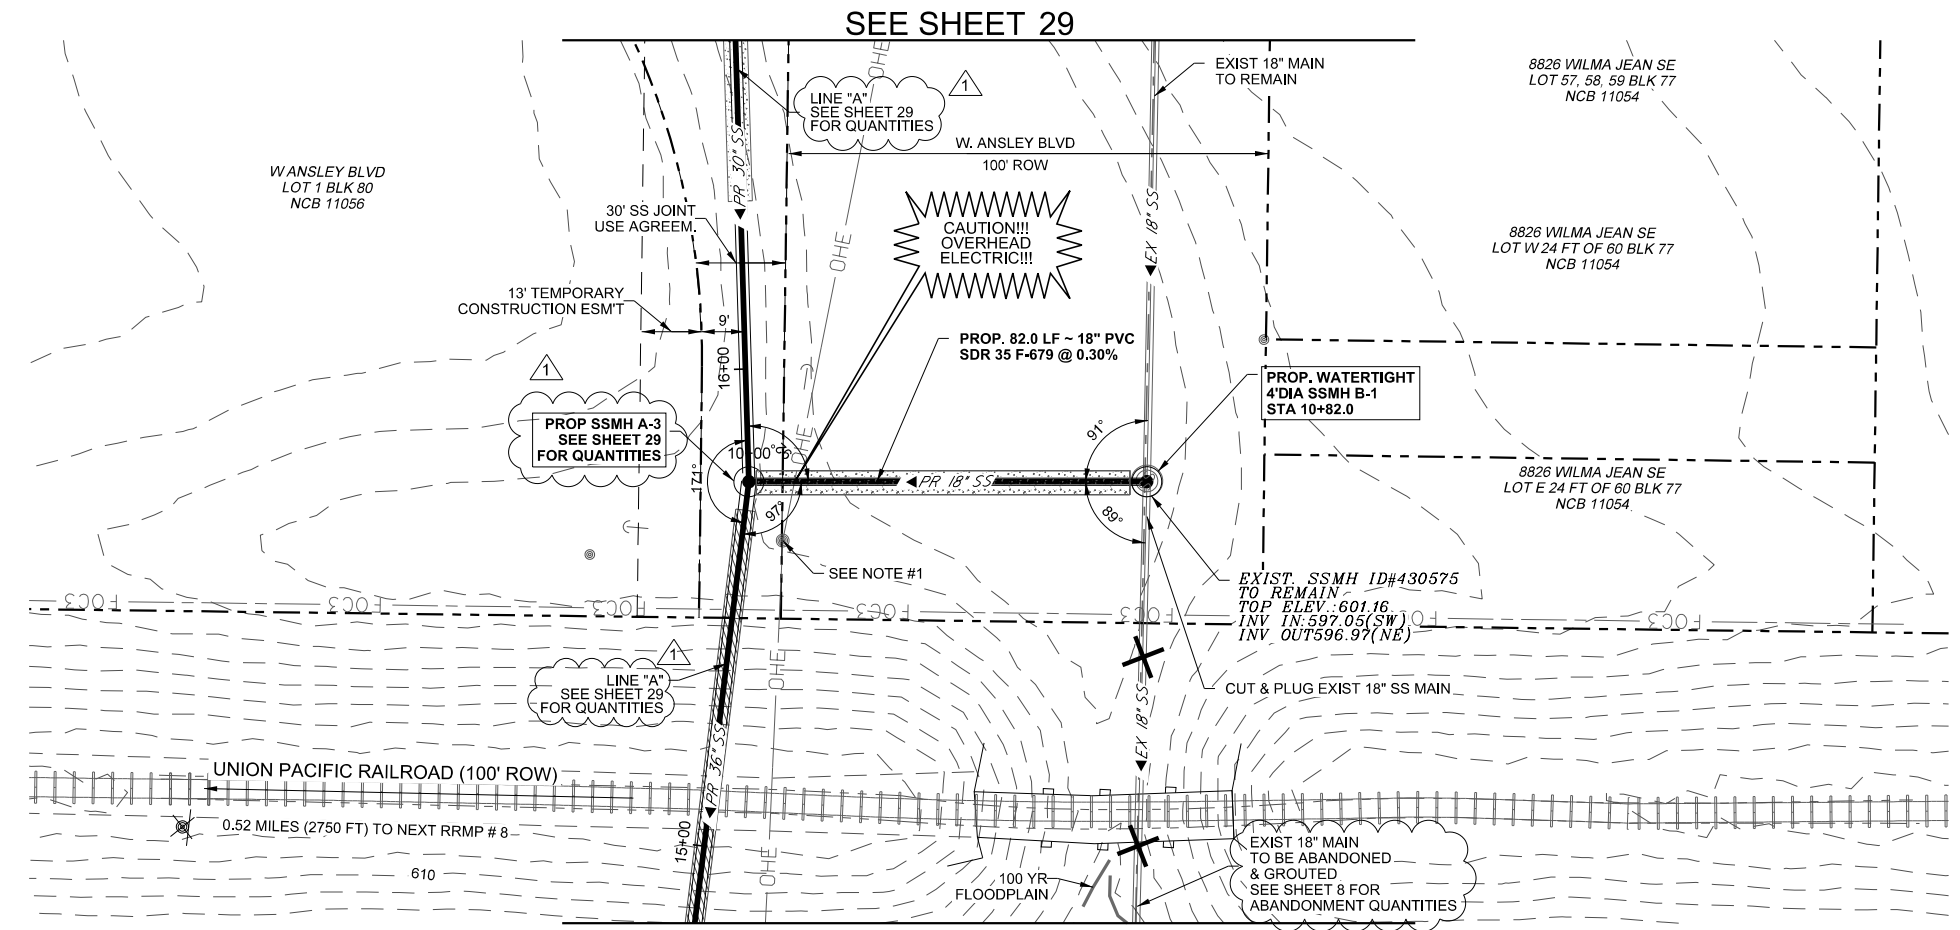 SEE SHEET 29
EXIST 18" MAIN
TO REMAIN
8826 WILMA JEAN SE
LOT 57, 58, 59 BLK 77
NCB 11054
OHE
1
LINE "A"
SEE SHEET 29
FOR QUANTITIES
W. ANSLEY BLVD
100' ROW
W ANSLEY BLVD
LOT 1 BLK 80
NCB 11056
PR 30" SS
30' SS JOINT
USE AGREEM.
CAUTION!!!
OVERHEAD
ELECTRIC!!!
EX 18" SS
8826 WILMA JEAN SE
LOT W 24 FT OF 60 BLK 77
NCB 11054
OHE
13' TEMPORARY
CONSTRUCTION ESM'T
9'
PROP. 82.0 LF ~ 18" PVC
SDR 35 F-679 @ 0.30%
16+00
1
PROP SSMH A-3
SEE SHEET 29
FOR QUANTITIES
PROP. WATERTIGHT
4'DIA SSMH B-1
STA 10+82.0
91°
OHE
10+00
171°
PR 18" SS
97°
89°
8826 WILMA JEAN SE
LOT E 24 FT OF 60 BLK 77
NCB 11054
SEE NOTE #1
EXIST. SSMH ID#430575
TO REMAIN
TOP ELEV.:601.16
INV IN:597.05(SW)
INV OUT596.97(NE)
FOC3 FOC3 FOC3 FOC3 FOC3 FOC3
1
LINE "A"
SEE SHEET 29
FOR QUANTITIES
OHE
CUT & PLUG EXIST 18" SS MAIN
EX 18" SS
PR 36" SS
UNION PACIFIC RAILROAD (100' ROW)
0.52 MILES (2750 FT) TO NEXT RRMP # 8
15+00
OHE
610
100 YR
FLOODPLAIN
EXIST 18" MAIN
TO BE ABANDONED
& GROUTED
SEE SHEET 8 FOR
ABANDONMENT QUANTITIES